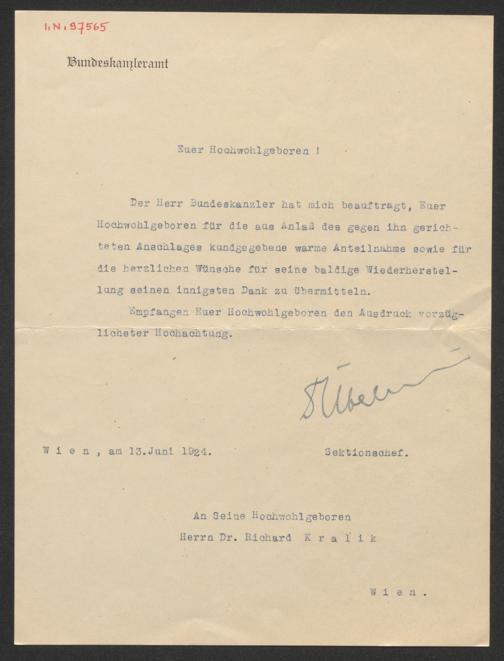 I.N. 97565
Bundeskanzleramt
Euer Hochwohlgeboren !
Der Herr Bundeskanzler hat mich beauftragt, Euer
Hochwohlgeboren für die aus Anlaß des gegen ihn gerich-
teten Anschlages kundgegebene warme Anteilnahme sowie für
die herzlichen Wünsche für seine baldige Wiederherstel-
lung seinen innigsten Dank zu übermitteln.
Empfangen Euer Hochwohlgeboren den Ausdruck vorzüg-
lichster Hochachtung.
Wien, am 13.Juni 1924.
Sektionschef.
An Seine Hochwohlgeboren
Herrn Dr. Richard Kralik
Wien.